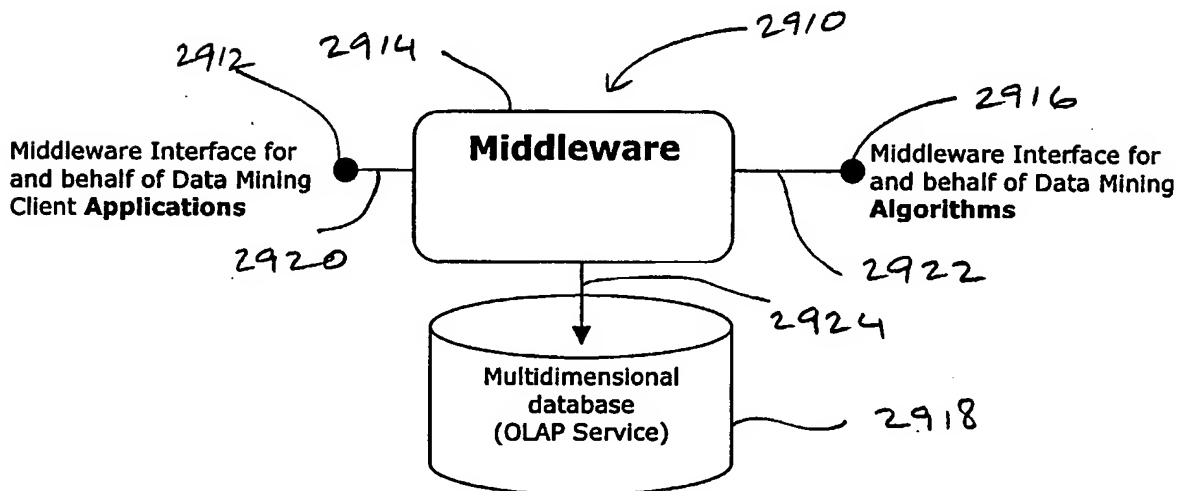 2910
2914
2912
2916
Middleware
Middleware Interface for
and behalf of Data Mining
Client Applications
Middleware Interface for
and behalf of Data Mining
Algorithms
2920
2922
2924
Multidimensional
database
(OLAP Service)
2918